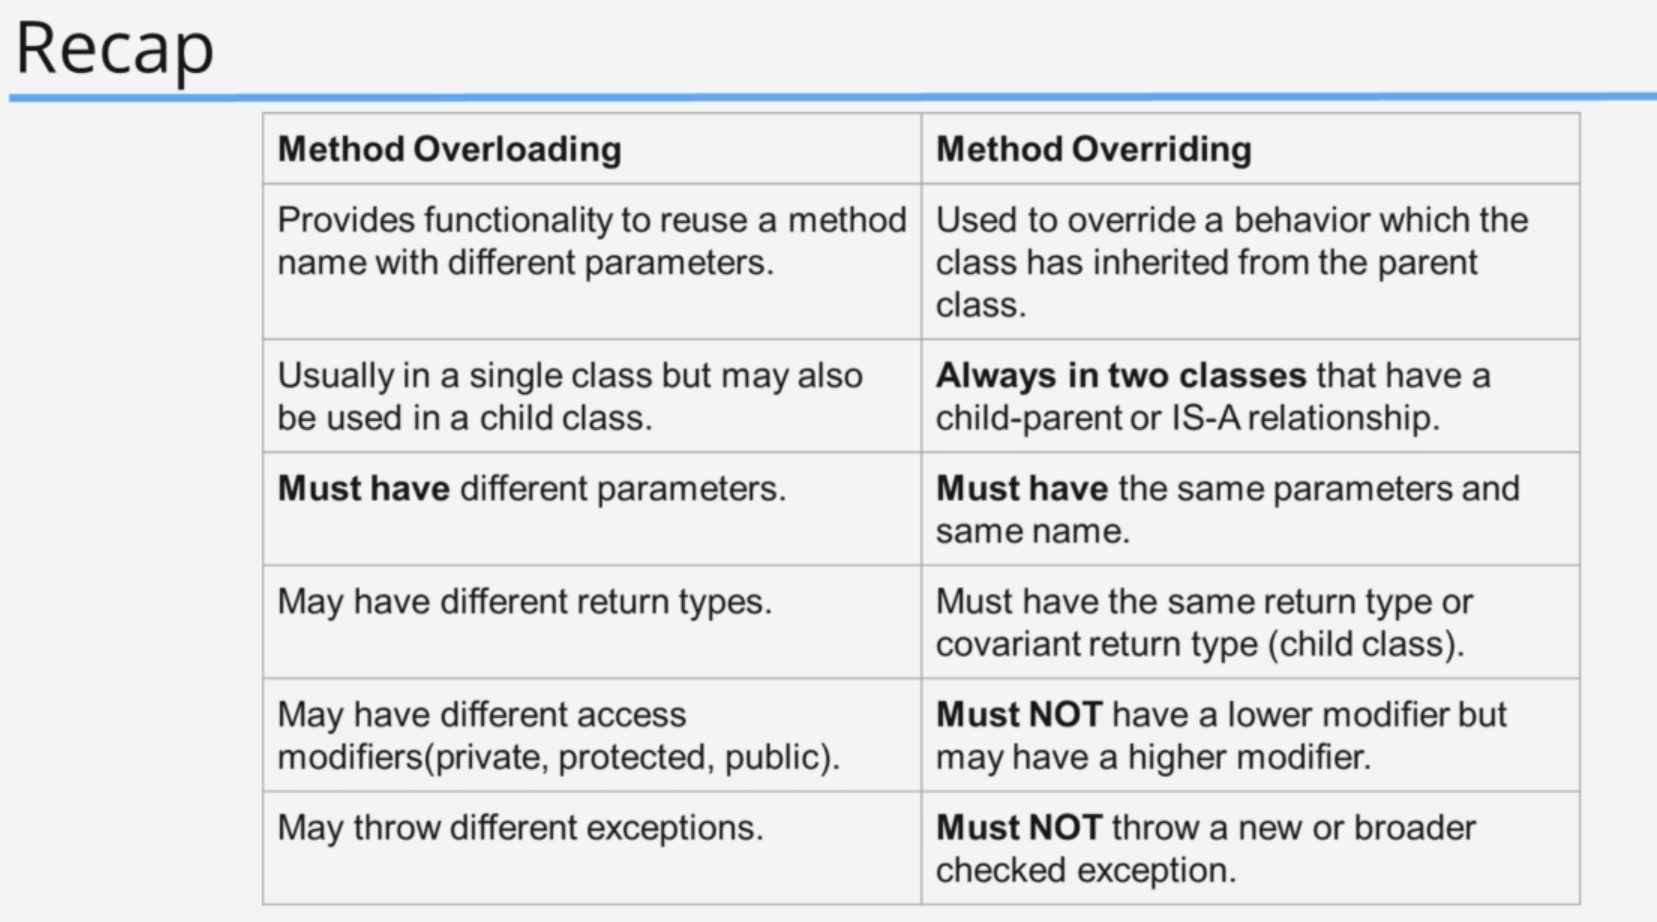 Recap
Method Overloading
Method Overriding
Provides functionality to reuse a method
name with different parameters.
Used to override a behavior which the
class has inherited from the parent
class.
Usually in a single class but may also
be used in a child class.
Always in two classes that have a
child-parent or IS-A relationship.
Must have different parameters.
Must have the same parameters and
same name.
May have different return types.
Must have the same return type or
covariant return type (child class).
May have different access
modifiers(private, protected, public).
Must NOT have a lower modifier but
may have a higher modifier.
May throw different exceptions.
Must NOT throw a new or broader
checked exception.